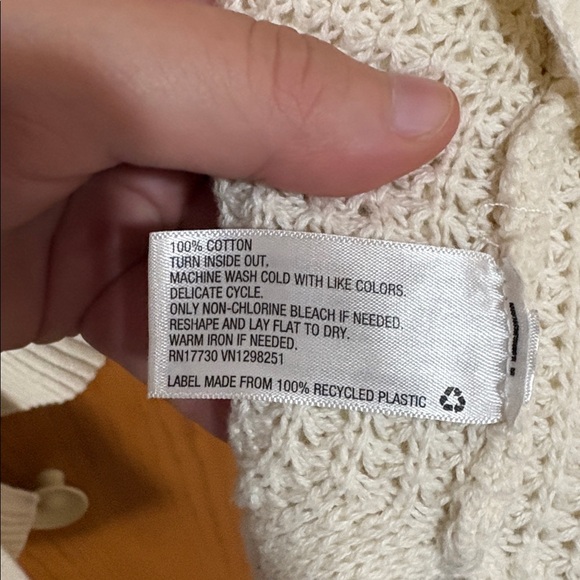 100% COTTON
TURN INSIDE OUT,
MACHINE WASH COLD WITH LIKE COLORS.
DELICATE CYCLE.
ONLY NON-CHLORINE BLEACH IF NEEDED.
RESHAPE AND LAY FLAT TO DRY.
WARM IRON IF NEEDED.
RN17730 VN1298251
LABEL MADE FROM 100% RECYCLED PLASTIC